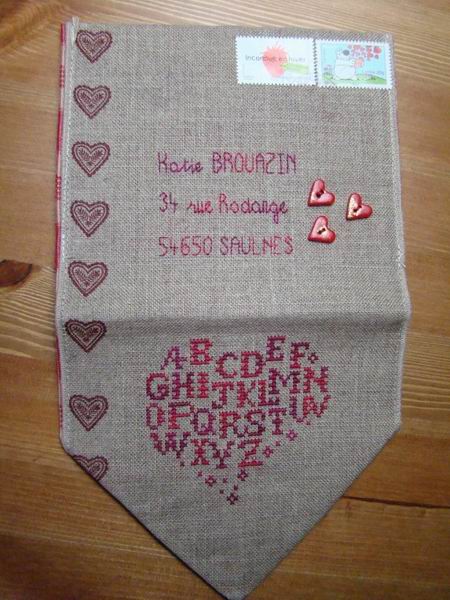 Katie BROUAZIN
34 rue Rodange
54650 SAULNES
ABCDEF
GHIJKLMN
OPQRSTUV
WXYZ